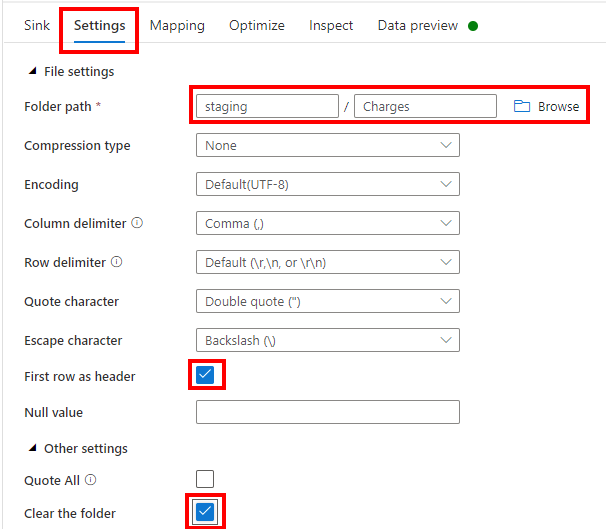 Sink Settings Mapping Optimize Inspect Data preview
File settings
Folder path * staging / Charges Browse
Compression type None
Encoding Default(UTF-8)
Column delimiter Comma (,)
Row delimiter Default (\r,\n, or \r\n)
Quote character Double quote (")
Escape character Backslash (\)
First row as header
Null value
Other settings
Quote All
Clear the folder